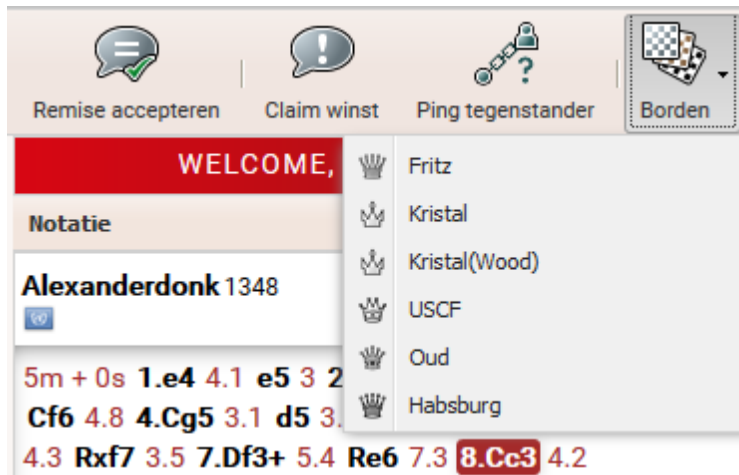 Remise accepteren
Claim winst
Ping tegenstander
Borden
WELCOME,
Fritz
Kristal
Kristal(Wood)
USCF
Oud
Habsburg
Notatie
Alexanderdonk 1348
5m + 0s 1.e4 4.1 e5 3 2
Cf6 4.8 4.Cg5 3.1 d5 3.
4.3 Rxf7 3.5 7.Df3+ 5.4 Re6 7.3 8.Cc3 4.2